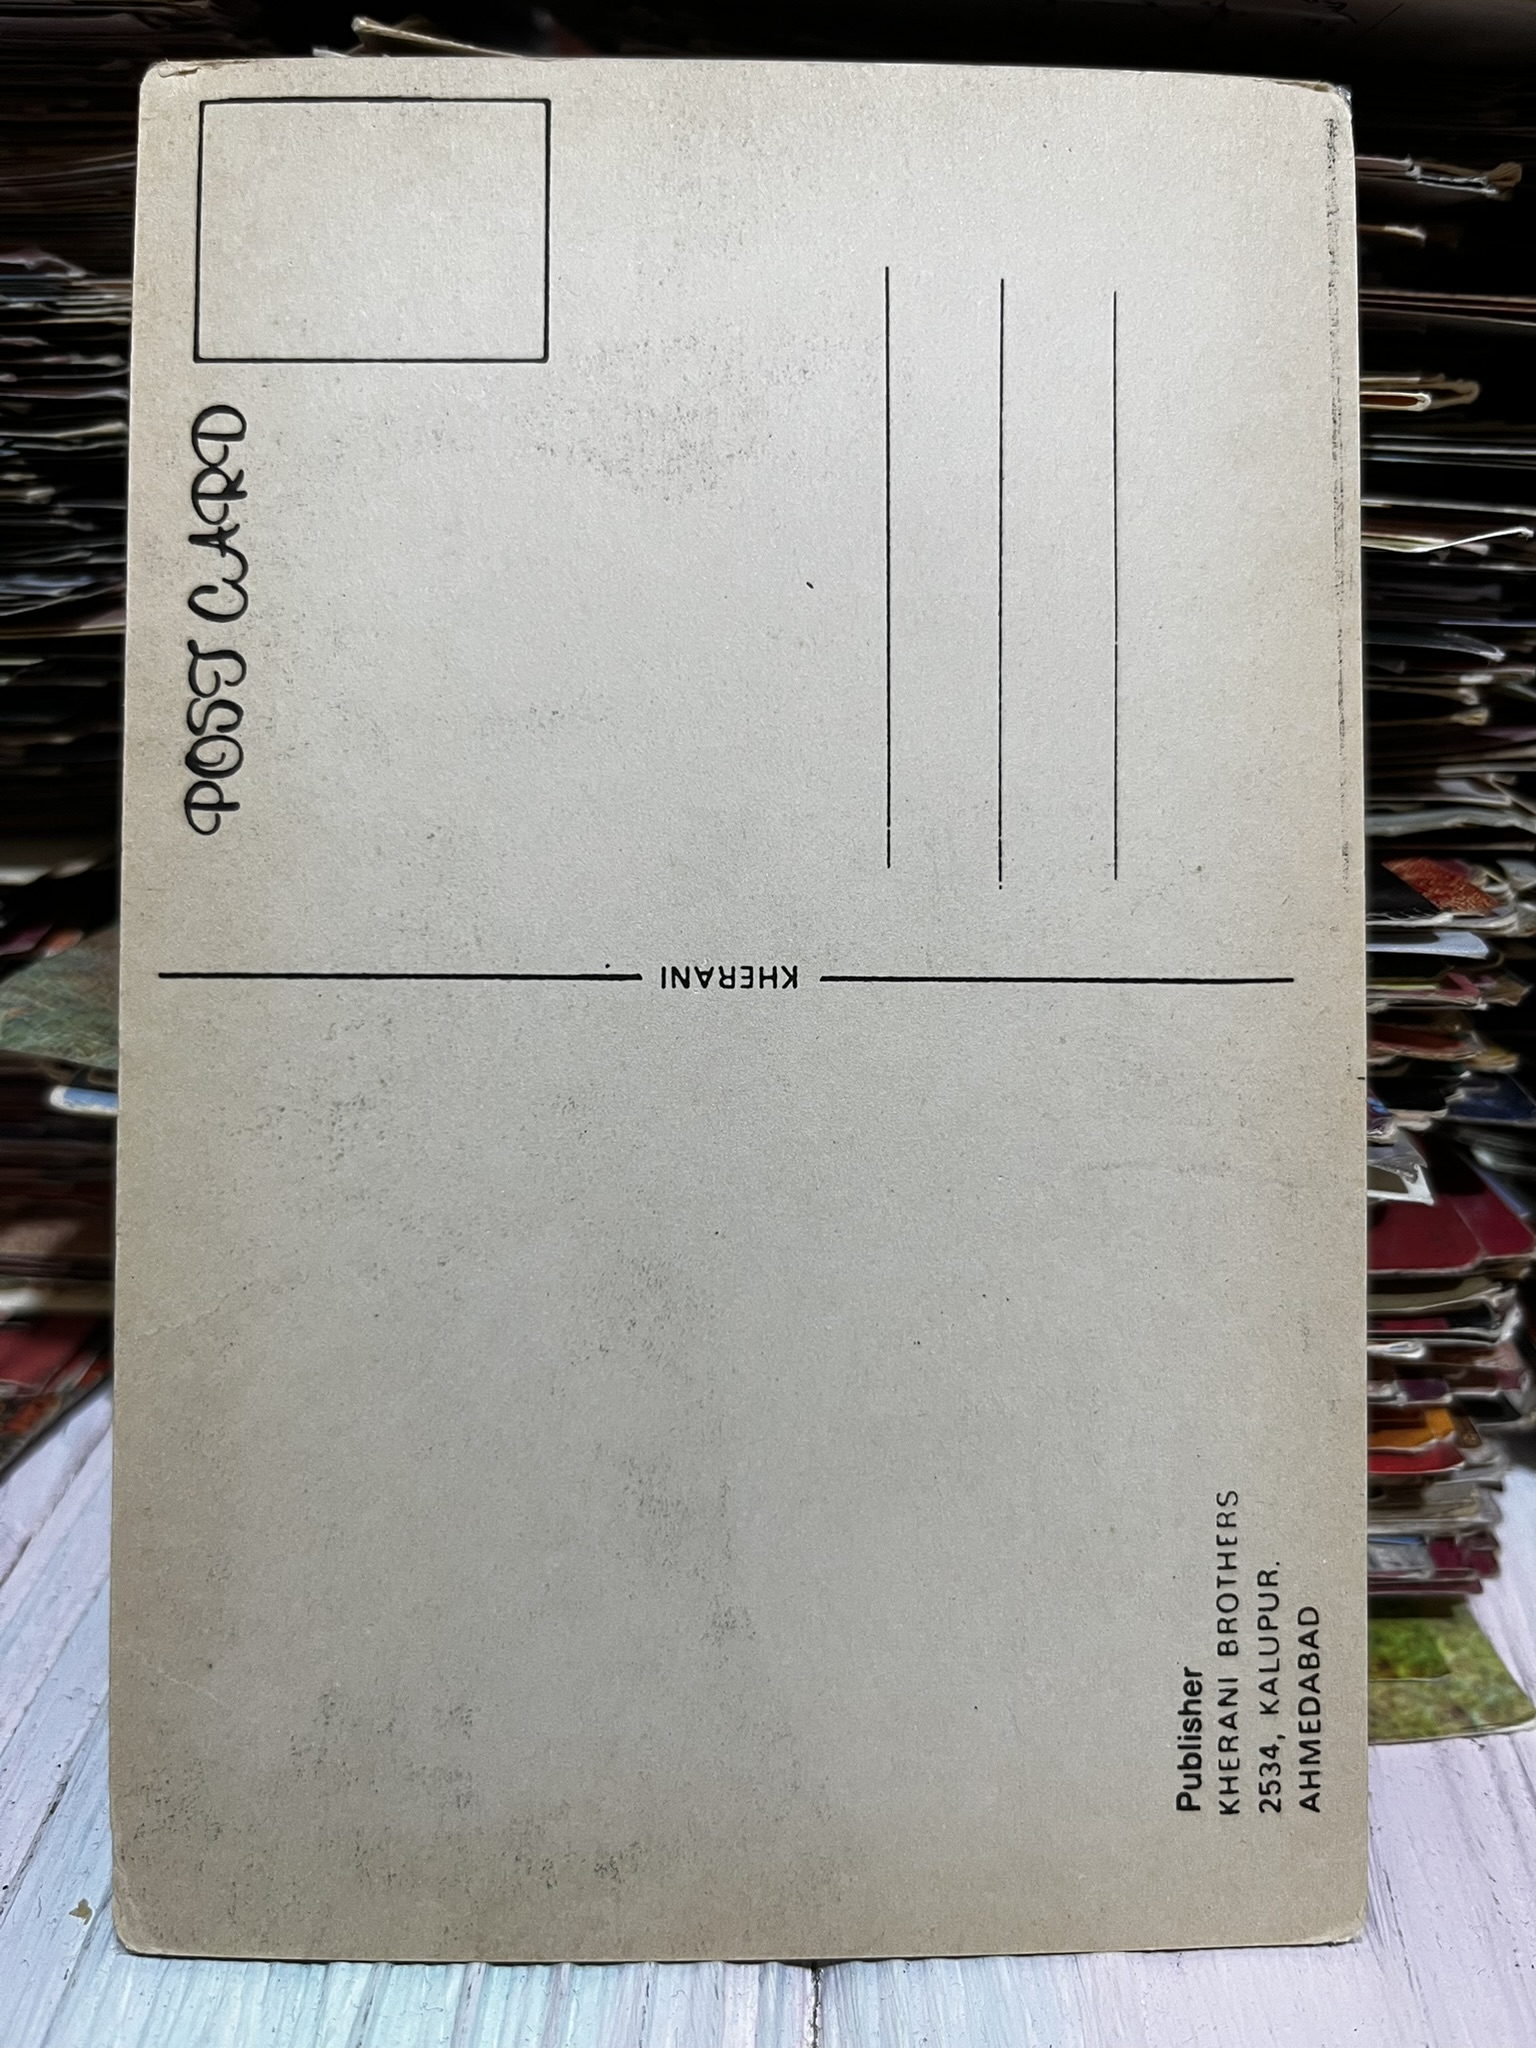 POST CARD
KHERANI
Publisher
KHERANI BROTHERS
2534, KALUPUR.
AHMEDABAD